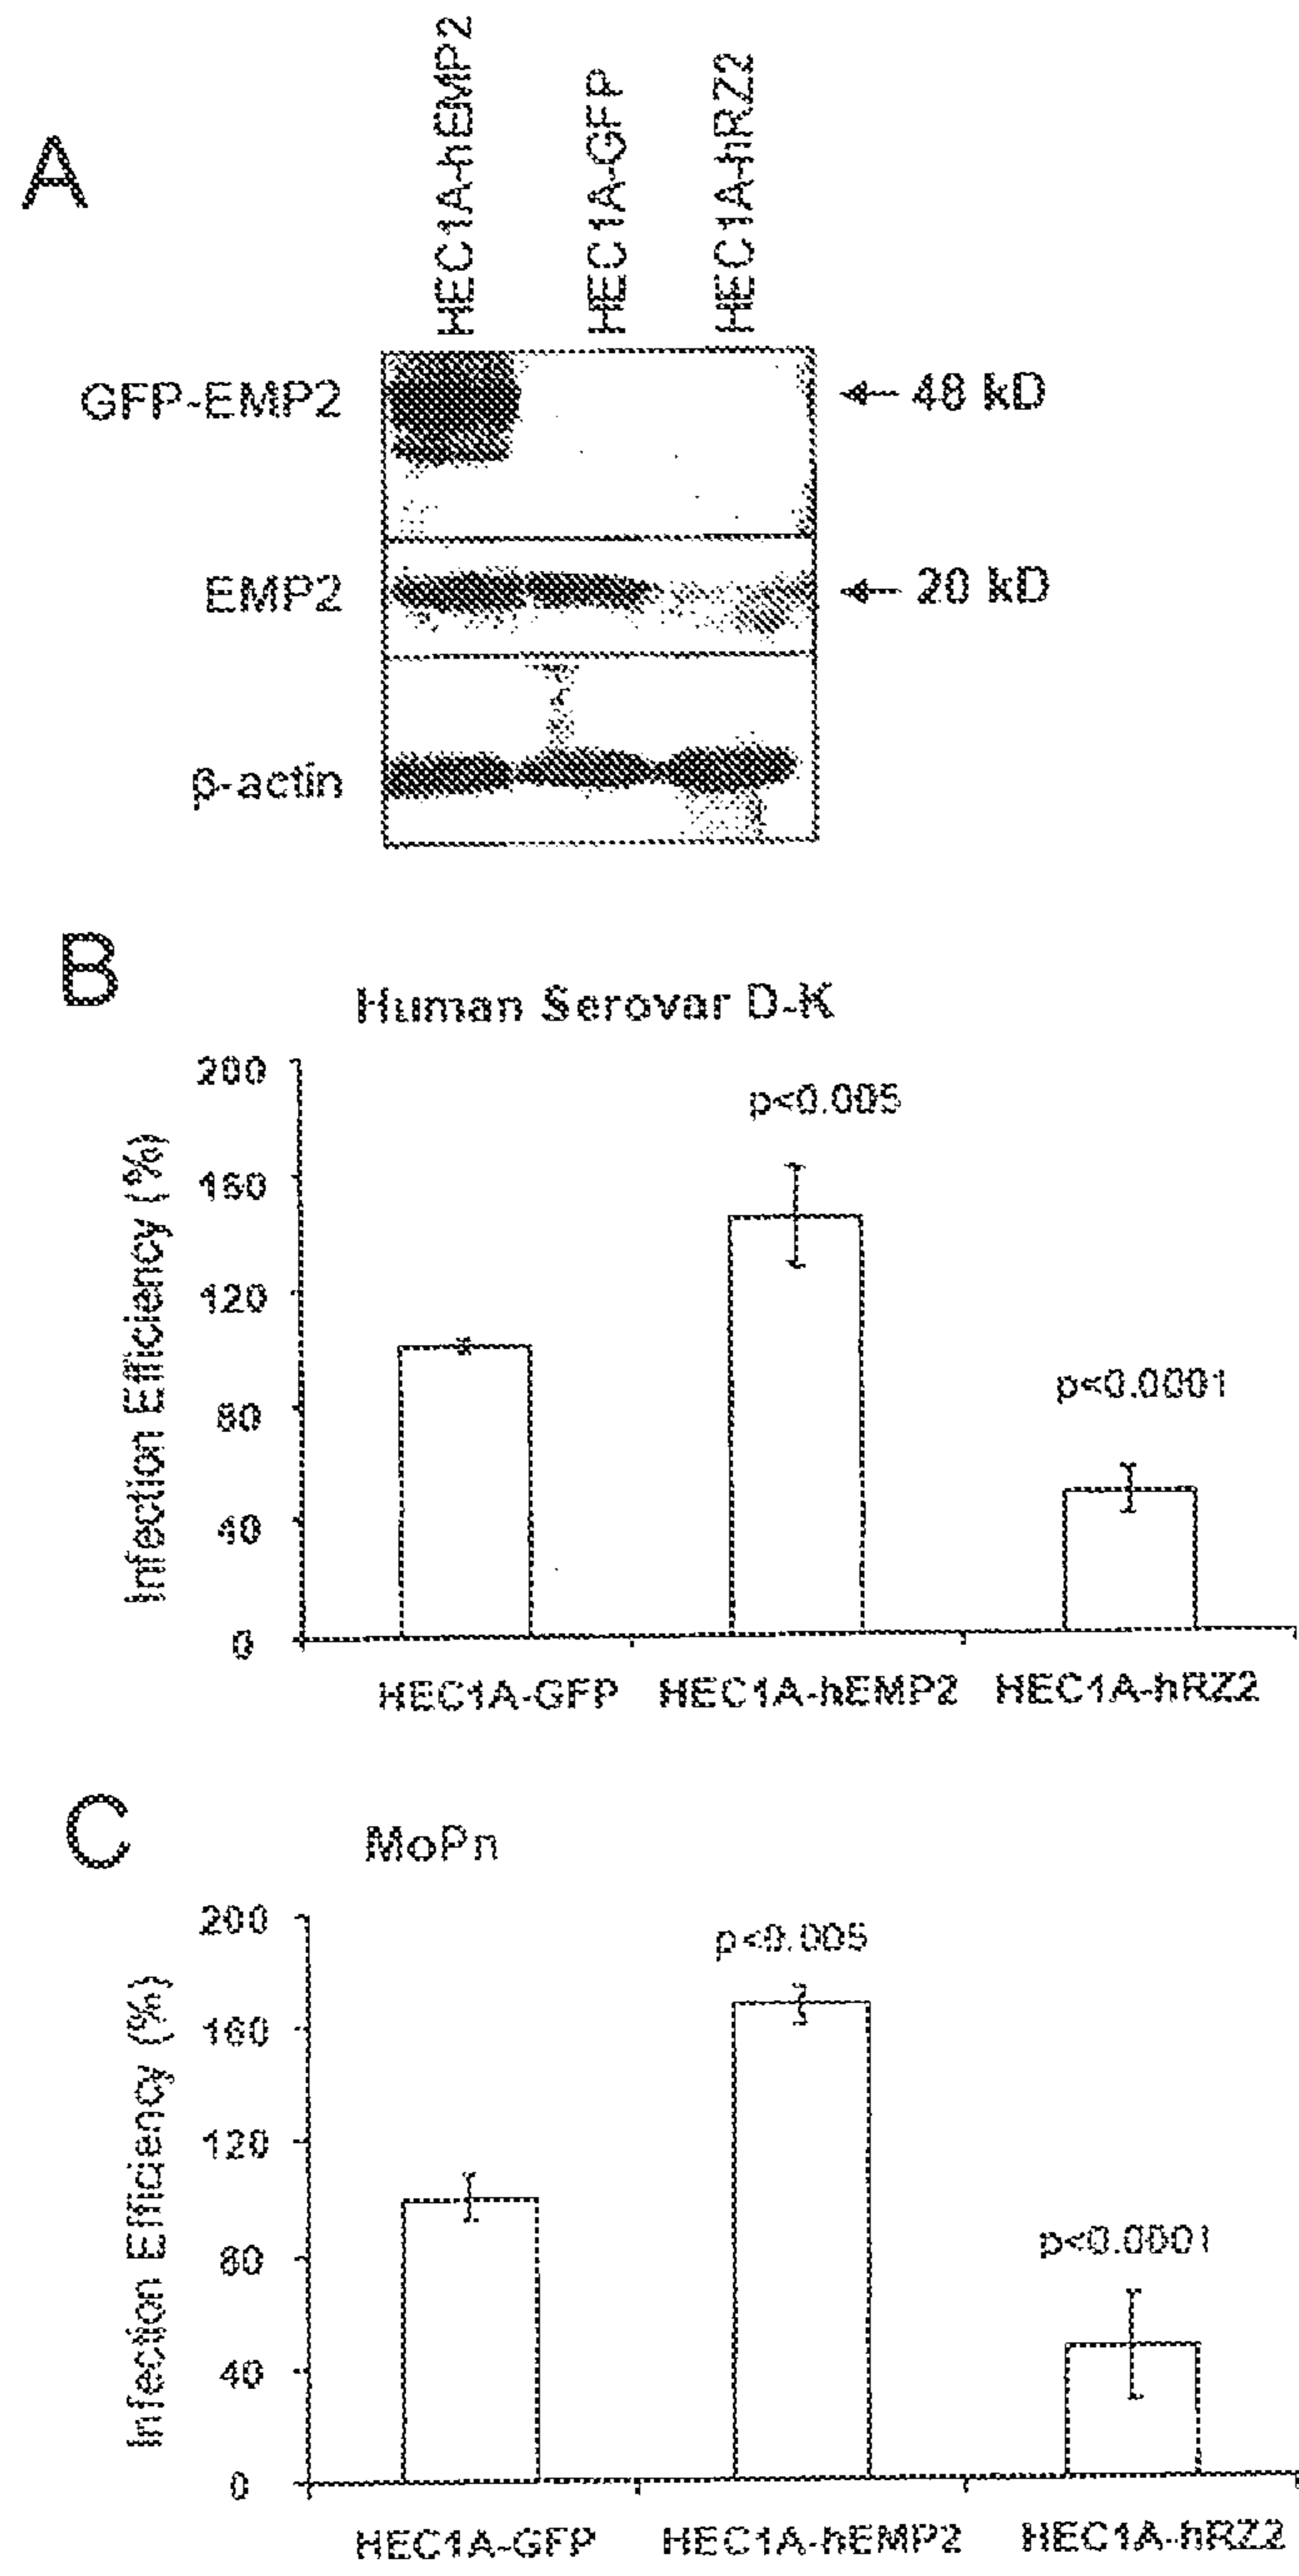 A
HEC1A-hEMP2
HEC1A-GFP
HEC1A-hRZ2
GFP-EMP2
48 kD
EMP2
20 kD
β-actin
B
Human Serovar D-K
200
160
120
80
40
0
Infection Efficiency (%)
p<0.005
p<0.0001
HEC1A-GFP HEC1A-hEMP2 HEC1A-hRZ2
C
MoPn
200
160
120
80
40
0
Infection Efficiency (%)
p<0.005
p<0.0001
HEC1A-GFP HEC1A-hEMP2 HEC1A-hRZ2